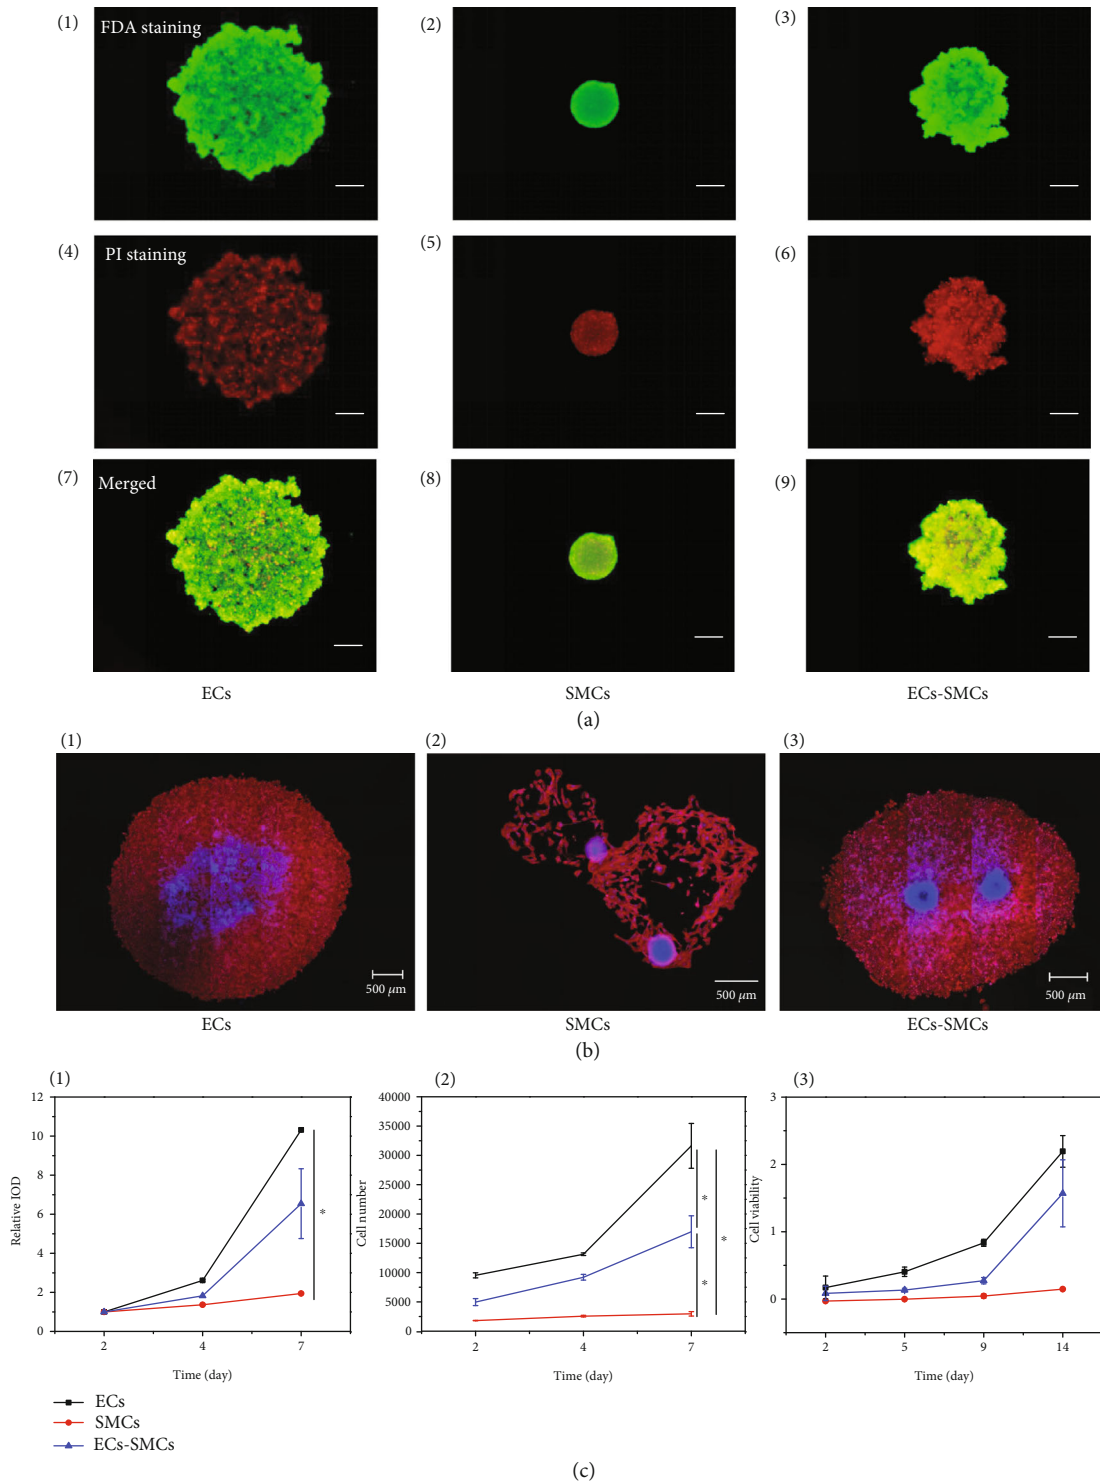 (1)
FDA staining
(2)
(3)
(4)
PI staining
(5)
(6)
(7)
Merged
(8)
(9)
ECs
SMCs
ECs-SMCs
(a)
(1)
(2)
(3)
500 μm
500 μm
500 μm
ECs
SMCs
ECs-SMCs
(b)
(1)
12
10
8
6
4
2
0
Relative IOD
*
2
4
7
Time (day)
(2)
40000
35000
30000
25000
20000
15000
10000
5000
0
Cell number
*
*
*
2
4
7
Time (day)
(3)
3
2
1
0
Cell viability
2
5
9
14
Time (day)
ECs
SMCs
ECs-SMCs
(c)